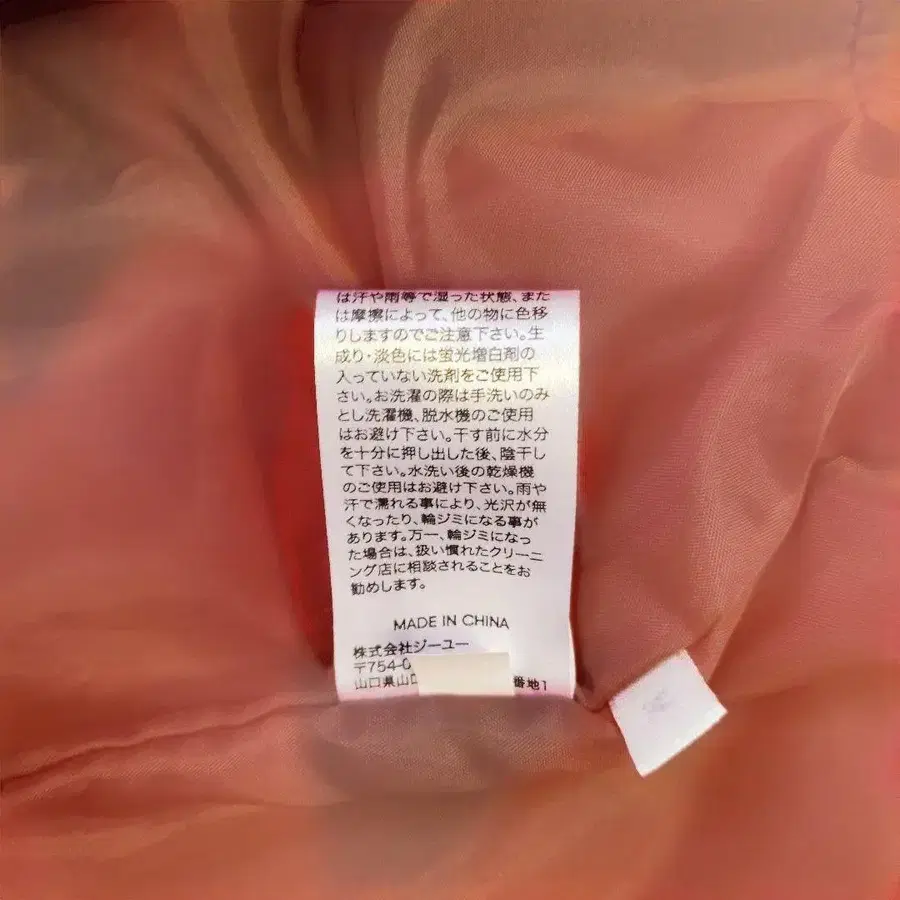 は汗や雨等で湿った状態、また
は摩擦によって、他の物に色移
りしますのでご注意下さい。生
成り・淡色には蛍光増白剤の
入っていない洗剤をご使用下
さい。お洗濯の際は手洗いのみ
とし洗濯機、脱水機のご使用
はお避け下さい。干す前に水分
を十分に押し出した後、陰干し
て下さい。水洗い後の乾燥機
のご使用はお避け下さい。雨や
汗で濡れる事により、光沢が無
くなったり、輪ジミになる事が
あります。万一、輪ジミになっ
た場合は、扱い慣れたクリーニ
ング店に相談されることをお
勧めします。
MADE IN CHINA
株式会社ジーユー
〒754-0
山口県山口 番地1